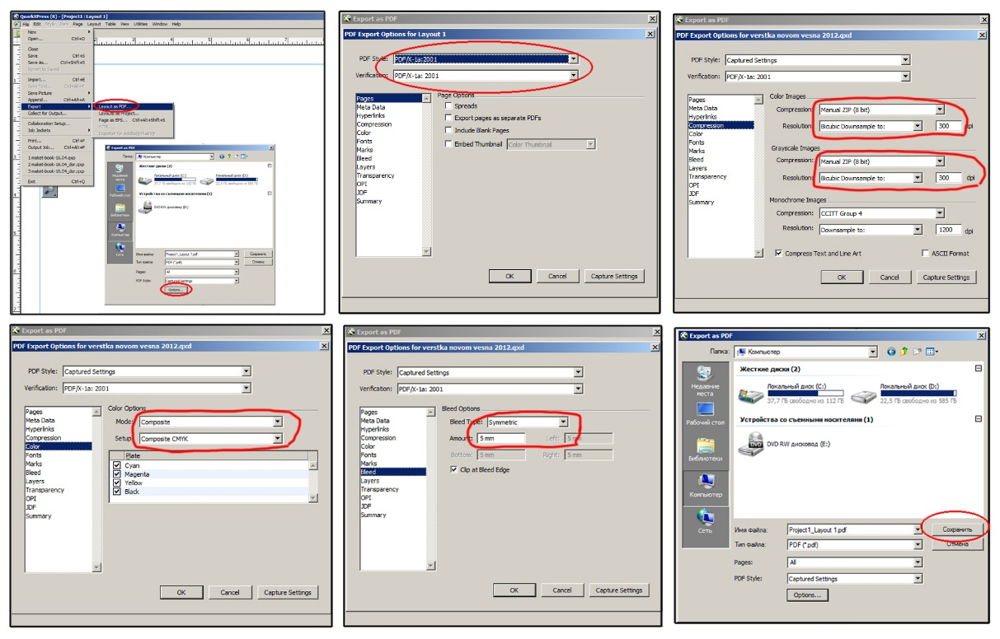 QuarkXPress (R) - [Project1 : Layout 1]
File Edit Style Item Page Layout Table View Utilities Window Help
New
Open... Ctrl+O
Close
Save Ctrl+S
Save As... Ctrl+Shift+S
Revert to Saved
Import... Ctrl+E
Save Text... Ctrl+Alt+E
Save Picture
Append... Ctrl+Alt+A
Export
Collect for Output...
Collaboration Setup...
Job Jackets
Print... Ctrl+P
Output Job... Ctrl+Alt+P
1 maket-book-16.04.qxp
2 maket-book-16.04_dor.qxp
3 maket-book-16.04_dor.qxp
Exit Ctrl+Q
Layout as PDF...
Layouts as Project...
Page as EPS... Ctrl+Alt+Shift+S
HTML
Export as PDF
Папка: Компьютер
Недавние места
Рабочий стол
Библиотеки
Компьютер
Сеть
Жесткие диски (2)
Локальный диск (C:)
37,7 ГБ свободно из 112 ГБ
Локальный диск (D:)
22,5 ГБ свободно из 585 ГБ
Устройства со съемными носителями (1)
DVD RW дисковод (E:)
Имя файла: Project1_Layout 1.pdf Сохранить
Тип файла: PDF (*.pdf) Отмена
Pages: All
PDF Style: Captured Settings
Options...
Export as PDF
PDF Export Options for Layout 1
PDF Style: PDF/X-1a:2001
Verification: PDF/X-1a: 2001
Pages
Meta Data
Hyperlinks
Compression
Color
Fonts
Marks
Bleed
Layers
Transparency
OPI
JDF
Summary
Page Options
Spreads
Export pages as separate PDFs
Include Blank Pages
Embed Thumbnail Color Thumbnail
OK Cancel Capture Settings
Export as PDF
PDF Export Options for verstka novom vesna 2012.qxd
PDF Style: Captured Settings
Verification: PDF/X-1a: 2001
Pages
Meta Data
Hyperlinks
Compression
Color
Fonts
Marks
Bleed
Layers
Transparency
OPI
JDF
Summary
Color Images
Compression: Manual ZIP (8 bit)
Resolution: Bicubic Downsample to: 300 dpi
Grayscale Images
Compression: Manual ZIP (8 bit)
Resolution: Bicubic Downsample to: 300 dpi
Monochrome Images
Compression: CCITT Group 4
Resolution: Downsample to: 1200 dpi
Compress Text and Line Art ASCII Format
OK Cancel Capture Settings
Export as PDF
PDF Export Options for verstka novom vesna 2012.qxd
PDF Style: Captured Settings
Verification: PDF/X-1a: 2001
Pages
Meta Data
Hyperlinks
Compression
Color
Fonts
Marks
Bleed
Layers
Transparency
OPI
JDF
Summary
Color Options
Mode: Composite
Setup: Composite CMYK
Plate
Cyan
Magenta
Yellow
Black
OK Cancel Capture Settings
Export as PDF
PDF Export Options for verstka novom vesna 2012.qxd
PDF Style: Captured Settings
Verification: PDF/X-1a: 2001
Pages
Meta Data
Hyperlinks
Compression
Color
Fonts
Marks
Bleed
Layers
Transparency
OPI
JDF
Summary
Bleed Options
Bleed Type: Symmetric
Amount: 5 mm Left: 5 mm
Bottom: 5 mm Right: 5 mm
Clip at Bleed Edge
OK Cancel Capture Settings
Export as PDF
Папка: Компьютер
Недавние места
Рабочий стол
Библиотеки
Компьютер
Сеть
Жесткие диски (2)
Локальный диск (C:)
37,7 ГБ свободно из 112 ГБ
Локальный диск (D:)
22,5 ГБ свободно из 585 ГБ
Устройства со съемными носителями (1)
DVD RW дисковод (E:)
Имя файла: Project1_Layout 1.pdf Сохранить
Тип файла: PDF (*.pdf) Отмена
Pages: All
PDF Style: Captured Settings
Options...